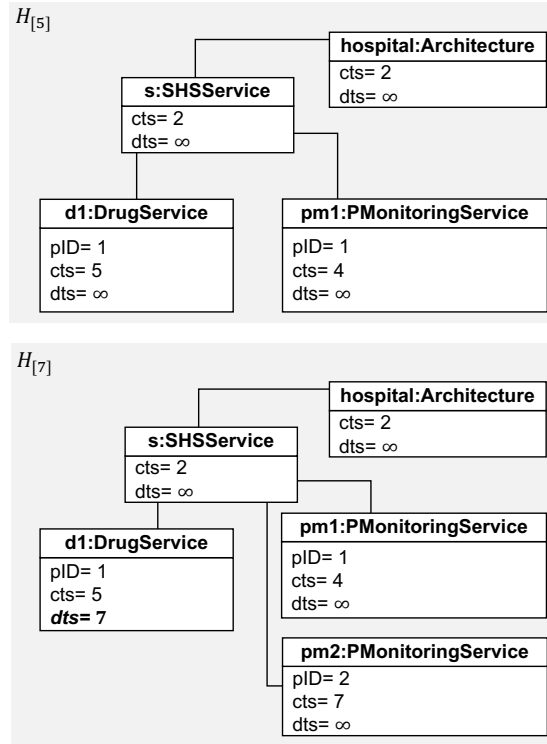 H[5]
hospital:Architecture
cts= 2
dts= ∞
s:SHSService
cts= 2
dts= ∞
d1:DrugService
pID= 1
cts= 5
dts= ∞
pm1:PMonitoringService
pID= 1
cts= 4
dts= ∞
H[7]
hospital:Architecture
cts= 2
dts= ∞
s:SHSService
cts= 2
dts= ∞
d1:DrugService
pID= 1
cts= 5
dts= 7
pm1:PMonitoringService
pID= 1
cts= 4
dts= ∞
pm2:PMonitoringService
pID= 2
cts= 7
dts= ∞